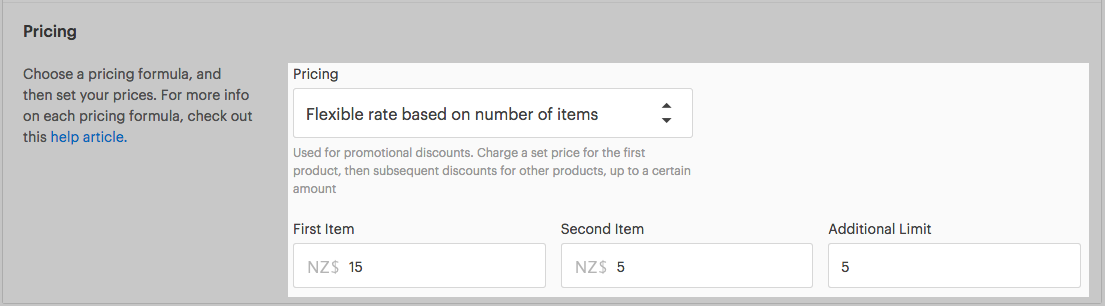 Pricing
Choose a pricing formula, and
then set your prices. For more info
on each pricing formula, check out
this help article.
Pricing
Flexible rate based on number of items
Used for promotional discounts. Charge a set price for the first
product, then subsequent discounts for other products, up to a certain
amount
First Item
NZ$ 15
Second Item
NZ$ 5
Additional Limit
5